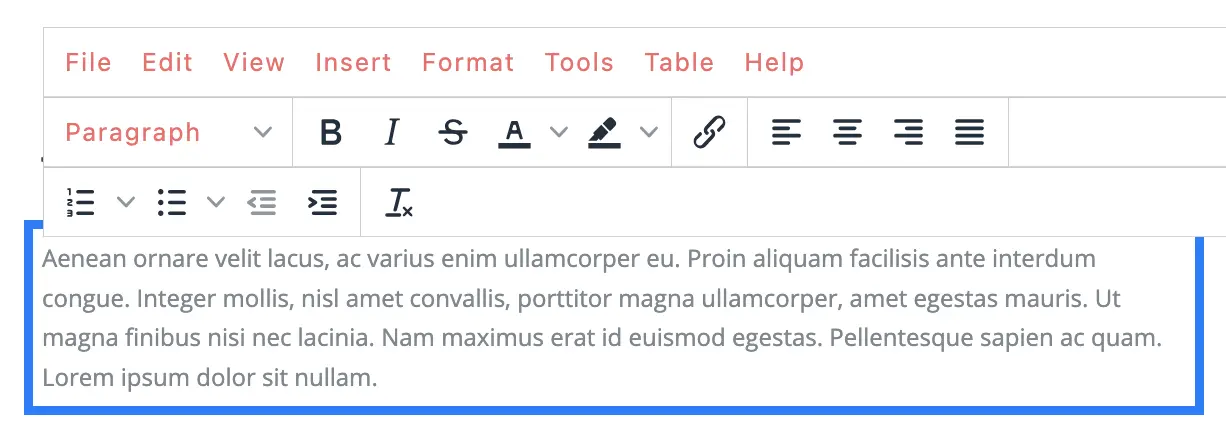 File Edit View Insert Format Tools Table Help
Paragraph B I S A
Aenean ornare velit lacus, ac varius enim ullamcorper eu. Proin aliquam facilisis ante interdum
congue. Integer mollis, nisl amet convallis, porttitor magna ullamcorper, amet egestas mauris. Ut
magna finibus nisi nec lacinia. Nam maximus erat id euismod egestas. Pellentesque sapien ac quam.
Lorem ipsum dolor sit nullam.